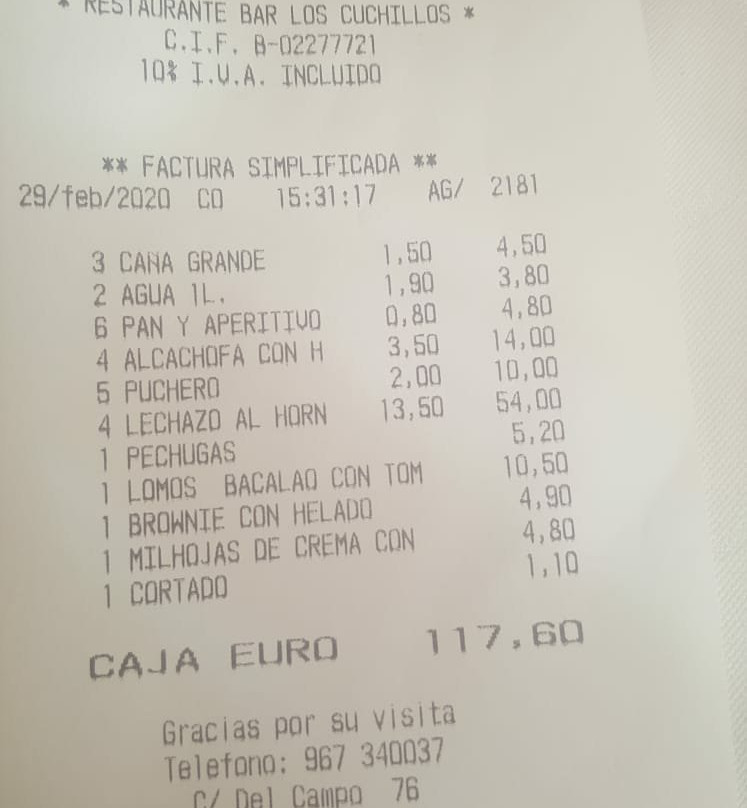 * RESTAURANTE BAR LOS CUCHILLOS *
C.I.F. B-02277721
10% I.V.A. INCLUIDO
** FACTURA SIMPLIFICADA **
29/feb/2020 CO 15:31:17 AG/ 2181
3 CAÑA GRANDE 1,50 4,50
2 AGUA 1L. 1,90 3,80
6 PAN Y APERITIVO 0,80 4,80
4 ALCACHOFA CON H 3,50 14,00
5 PUCHERO 2,00 10,00
4 LECHAZO AL HORN 13,50 54,00
1 PECHUGAS 5,20
1 LOMOS BACALAO CON TOM 10,50
1 BROWNIE CON HELADO 4,90
1 MILHOJAS DE CREMA CON 4,80
1 CORTADO 1,10
CAJA EURO 117,60
Gracias por su visita
Telefono: 967 340037
C/ Del Campo 76